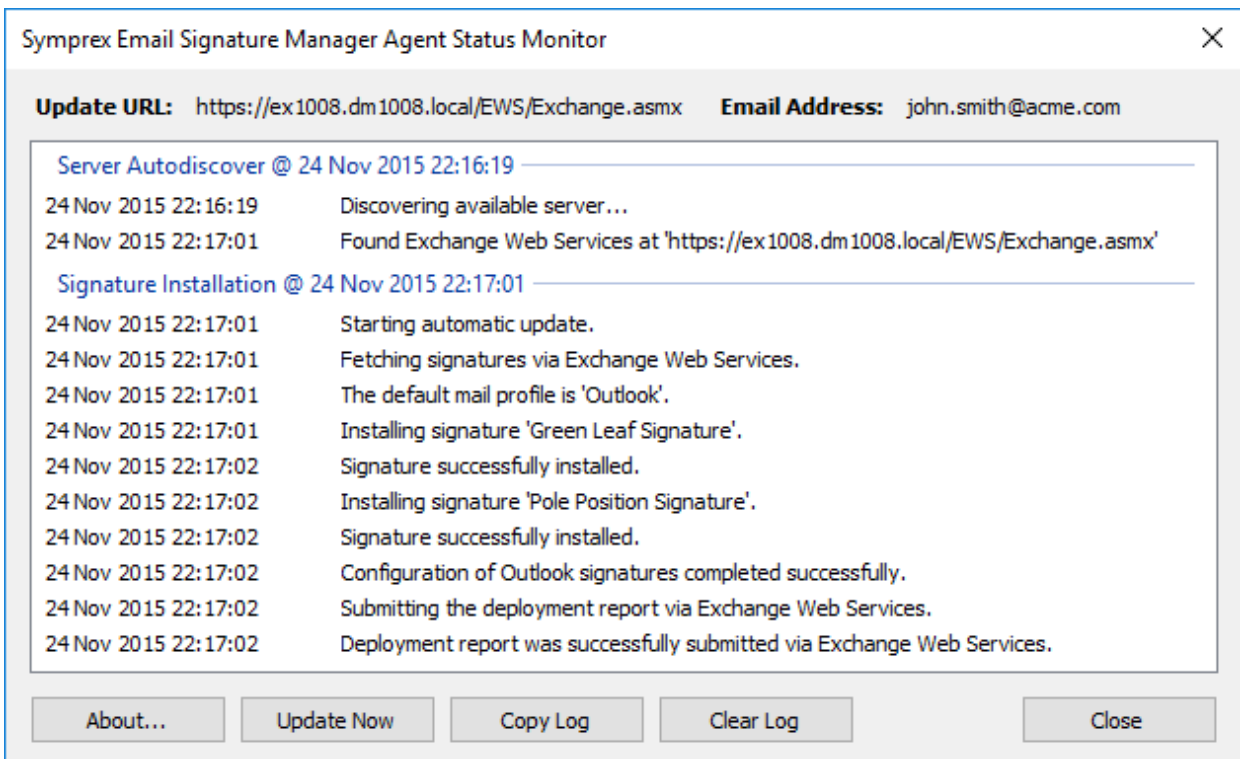 Symprex Email Signature Manager Agent Status Monitor
Update URL: https://ex1008.dm1008.local/EWS/Exchange.asmx Email Address: john.smith@acme.com
Server Autodiscover @ 24 Nov 2015 22:16:19
24 Nov 2015 22:16:19 Discovering available server...
24 Nov 2015 22:17:01 Found Exchange Web Services at 'https://ex1008.dm1008.local/EWS/Exchange.asmx'
Signature Installation @ 24 Nov 2015 22:17:01
24 Nov 2015 22:17:01 Starting automatic update.
24 Nov 2015 22:17:01 Fetching signatures via Exchange Web Services.
24 Nov 2015 22:17:01 The default mail profile is 'Outlook'.
24 Nov 2015 22:17:01 Installing signature 'Green Leaf Signature'.
24 Nov 2015 22:17:02 Signature successfully installed.
24 Nov 2015 22:17:02 Installing signature 'Pole Position Signature'.
24 Nov 2015 22:17:02 Signature successfully installed.
24 Nov 2015 22:17:02 Configuration of Outlook signatures completed successfully.
24 Nov 2015 22:17:02 Submitting the deployment report via Exchange Web Services.
24 Nov 2015 22:17:02 Deployment report was successfully submitted via Exchange Web Services.
About... Update Now Copy Log Clear Log Close